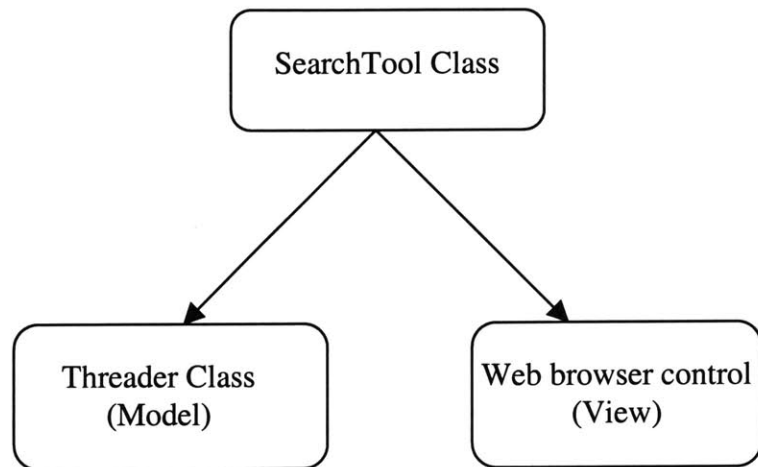 SearchTool Class
Threader Class
(Model)
Web browser control
(View)